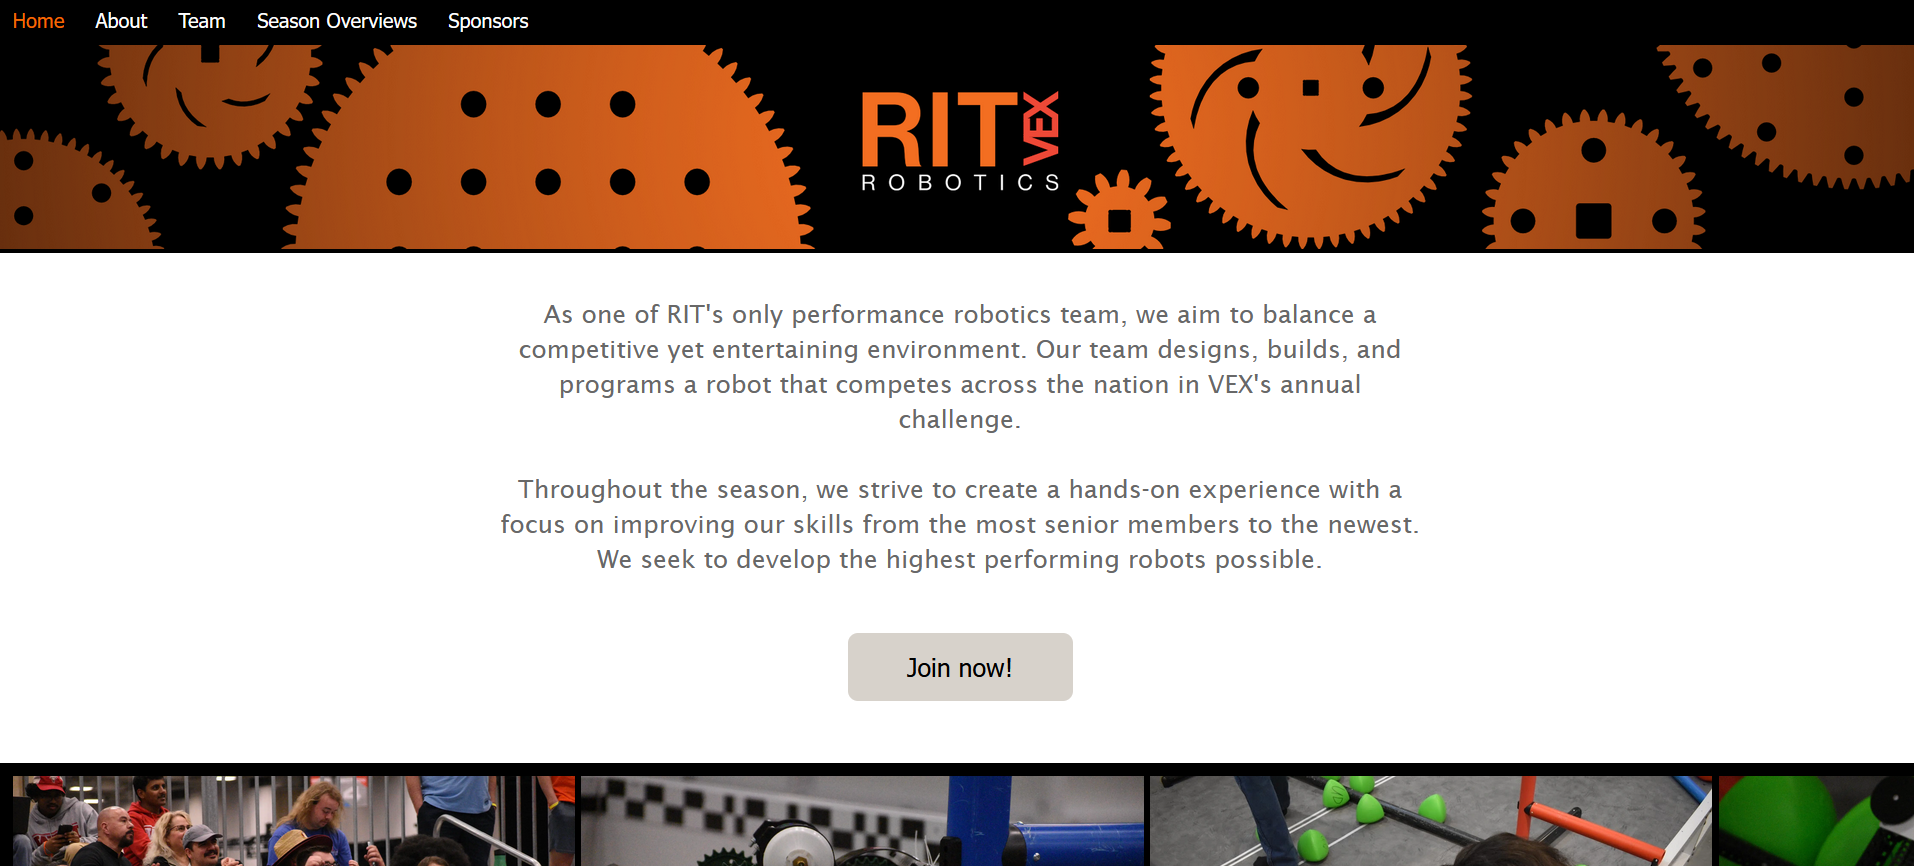 Home About Team Season Overviews Sponsors
RIT VEX
ROBOTICS
As one of RIT's only performance robotics team, we aim to balance a
competitive yet entertaining environment. Our team designs, builds, and
programs a robot that competes across the nation in VEX's annual
challenge.
Throughout the season, we strive to create a hands-on experience with a
focus on improving our skills from the most senior members to the newest.
We seek to develop the highest performing robots possible.
Join now!